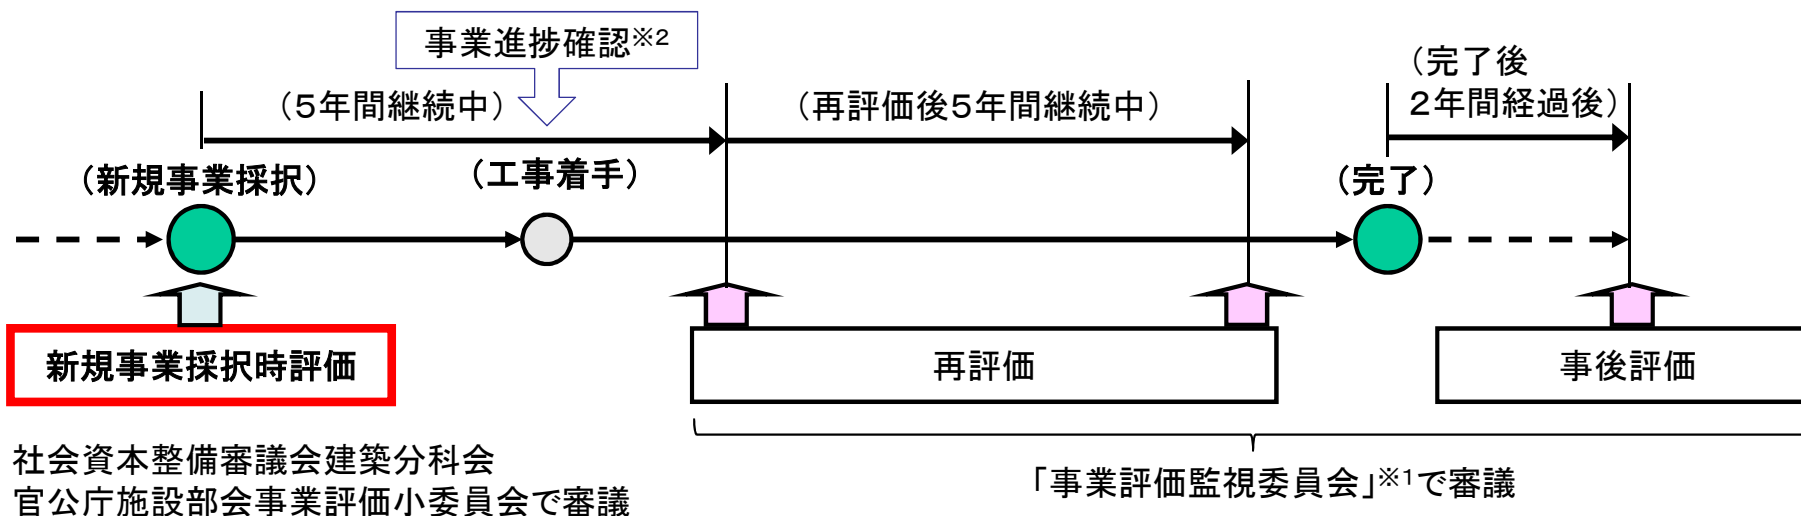 事業進捗確認※2
（完了後
2年間経過後）
（5年間継続中）
（再評価後5年間継続中）
（新規事業採択）
（工事着手）
（完了）
新規事業採択時評価
再評価
事後評価
社会資本整備審議会建築分科会
官公庁施設部会事業評価小委員会で審議
「事業評価監視委員会」※1で審議